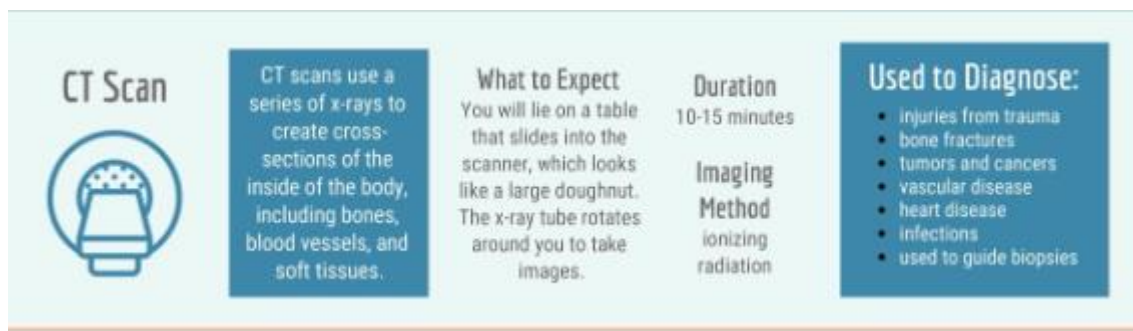 CT Scan
CT scans use a
series of x-rays to
create cross-
sections of the
inside of the body,
including bones,
blood vessels, and
soft tissues.
What to Expect
You will lie on a table
that slides into the
scanner, which looks
like a large doughnut.
The x-ray tube rotates
around you to take
images.
Duration
10-15 minutes
Imaging
Method
ionizing
radiation
Used to Diagnose:
• injuries from trauma
• bone fractures
• tumors and cancers
• vascular disease
• heart disease
• infections
• used to guide biopsies